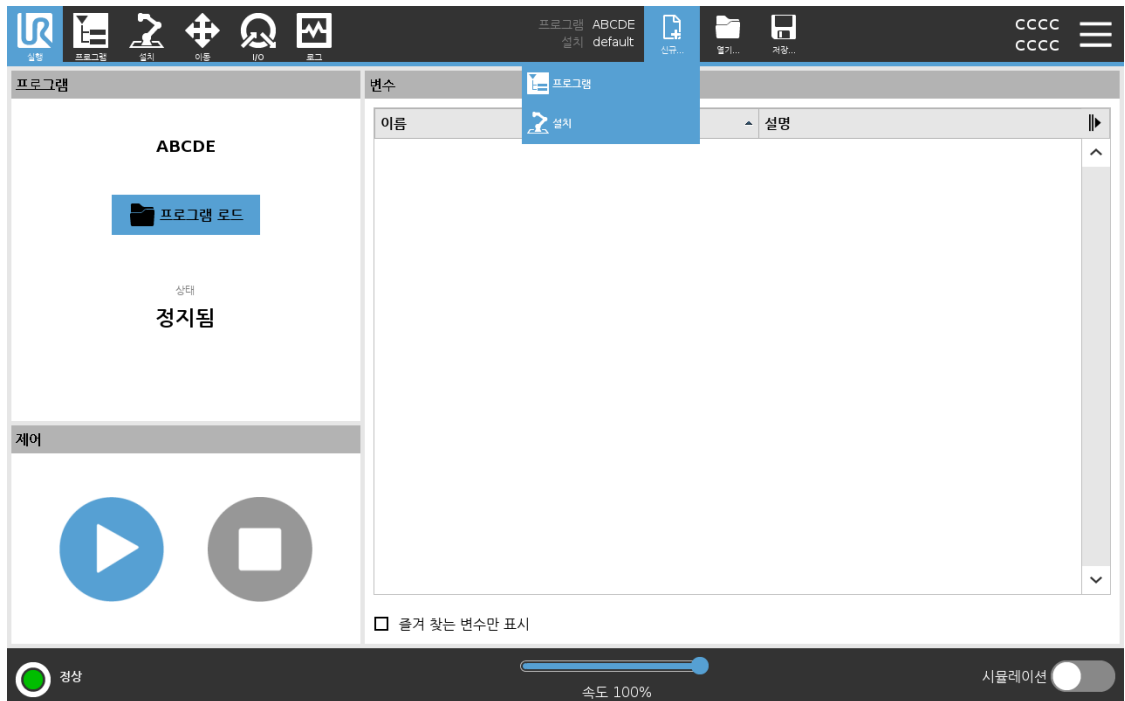 UR
실행
프로그램
설치
이동
I/O
로그
프로그램 ABCDE
설치 default
신규...
열기...
저장...
CCCC
CCCC
프로그램
변수
프로그램
설치
이름
설명
ABCDE
프로그램 로드
상태
정지됨
제어
즐겨 찾는 변수만 표시
정상
속도 100%
시뮬레이션